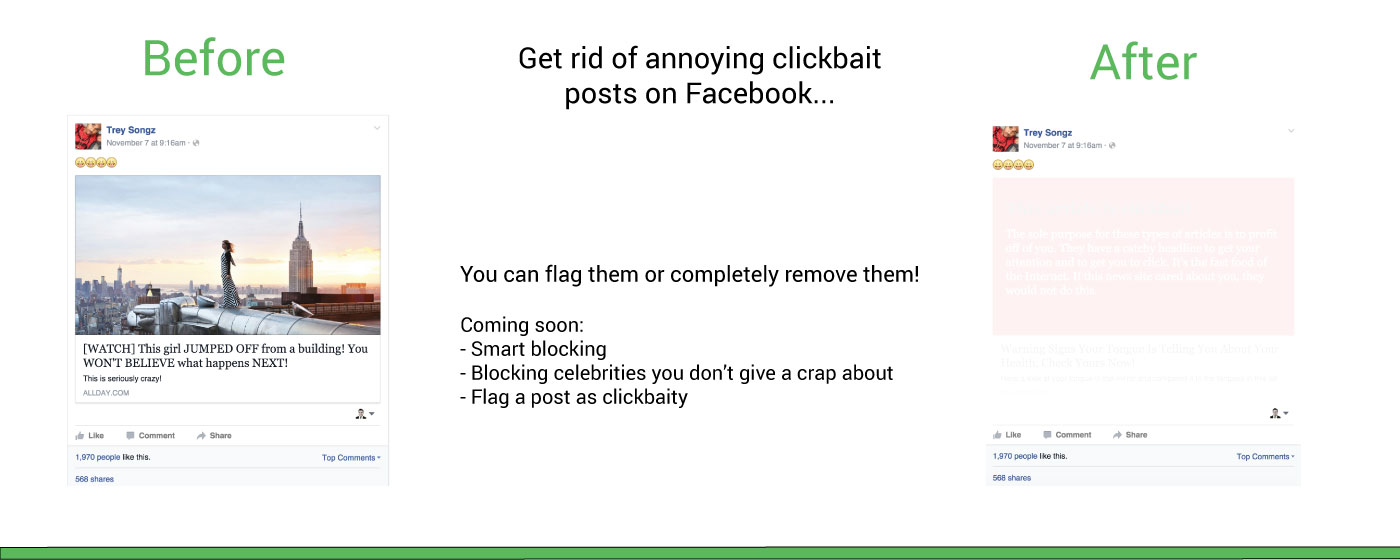 Before
Get rid of annoying clickbait
posts on Facebook...
After
Trey Songz
November 7 at 9:16am ·
[WATCH] This girl JUMPED OFF from a building! You
WON'T BELIEVE what happens NEXT!
This is seriously crazy!
ALLDAY.COM
Like Comment Share
1,970 people like this. Top Comments
568 shares
You can flag them or completely remove them!
Coming soon:
- Smart blocking
- Blocking celebrities you don't give a crap about
- Flag a post as clickbaity
Trey Songz
November 7 at 9:16am ·
The sole purpose for these types of articles is to profit
off of you. They have a catchy headline to get your
attention and to get you to click. It's the fast food of
the Internet. If this news site cared about you, they
would not do this.
Warning Signs Your Tongue Is Telling You About Your
Health, Check Yours Now!
Like Comment Share
1,970 people like this. Top Comments
568 shares